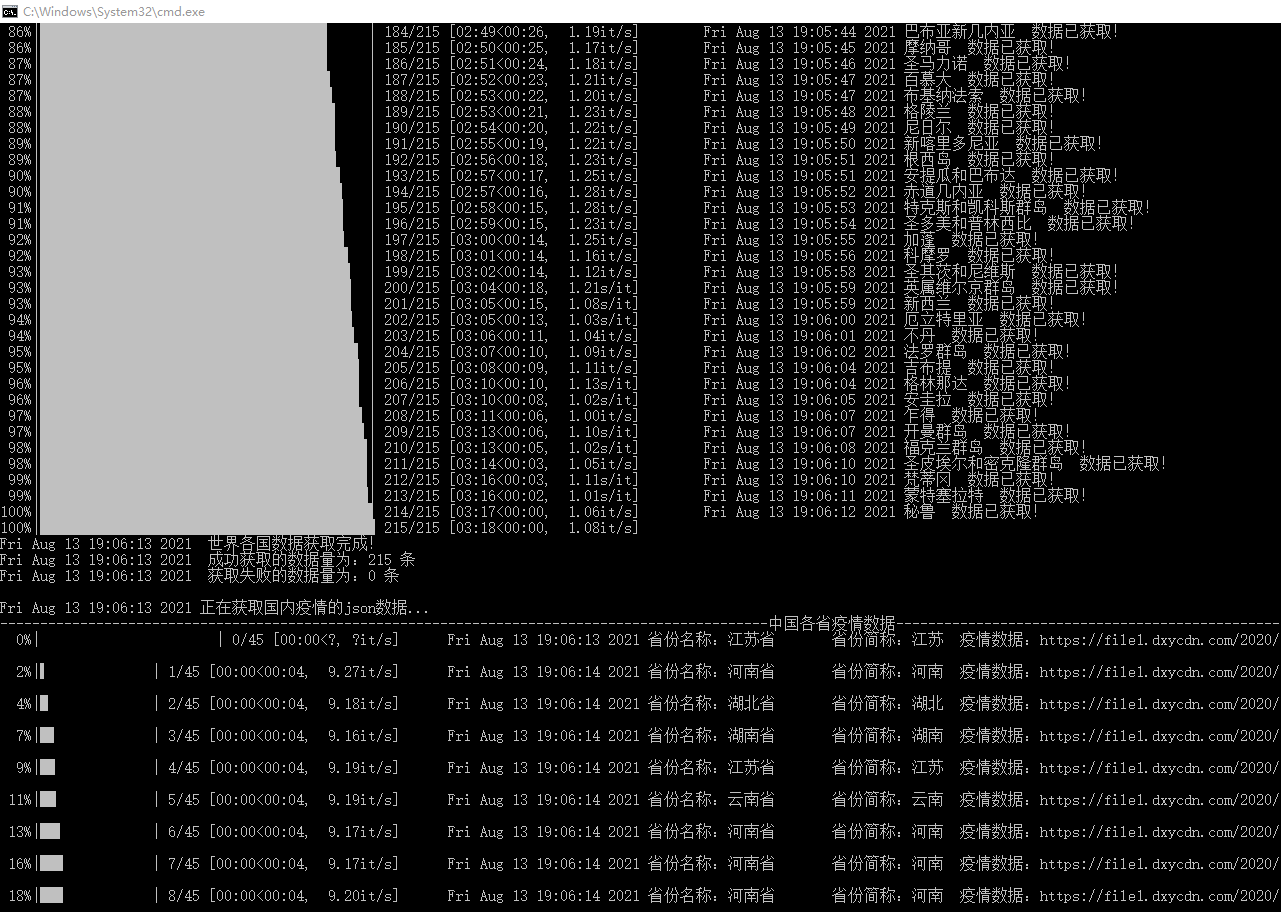 C:\Windows\System32\cmd.exe
86%| | 184/215 [02:49<00:26, 1.19it/s] Fri Aug 13 19:05:44 2021 巴布亚新几内亚 数据已获取!
86%| | 185/215 [02:50<00:25, 1.17it/s] Fri Aug 13 19:05:45 2021 摩纳哥 数据已获取!
87%| | 186/215 [02:51<00:24, 1.18it/s] Fri Aug 13 19:05:46 2021 圣马力诺 数据已获取!
87%| | 187/215 [02:52<00:23, 1.21it/s] Fri Aug 13 19:05:47 2021 百慕大 数据已获取!
87%| | 188/215 [02:53<00:22, 1.20it/s] Fri Aug 13 19:05:47 2021 布基纳法索 数据已获取!
88%| | 189/215 [02:53<00:21, 1.23it/s] Fri Aug 13 19:05:48 2021 格陵兰 数据已获取!
88%| | 190/215 [02:54<00:20, 1.22it/s] Fri Aug 13 19:05:49 2021 尼日尔 数据已获取!
89%| | 191/215 [02:55<00:19, 1.22it/s] Fri Aug 13 19:05:50 2021 新喀里多尼亚 数据已获取!
89%| | 192/215 [02:56<00:18, 1.23it/s] Fri Aug 13 19:05:51 2021 根西岛 数据已获取!
90%| | 193/215 [02:57<00:17, 1.25it/s] Fri Aug 13 19:05:51 2021 安提瓜和巴布达 数据已获取!
90%| | 194/215 [02:57<00:16, 1.28it/s] Fri Aug 13 19:05:52 2021 赤道几内亚 数据已获取!
91%| | 195/215 [02:58<00:15, 1.28it/s] Fri Aug 13 19:05:53 2021 特克斯和凯科斯群岛 数据已获取!
91%| | 196/215 [02:59<00:15, 1.23it/s] Fri Aug 13 19:05:54 2021 圣多美和普林西比 数据已获取!
92%| | 197/215 [03:00<00:14, 1.25it/s] Fri Aug 13 19:05:55 2021 加蓬 数据已获取!
92%| | 198/215 [03:01<00:14, 1.16it/s] Fri Aug 13 19:05:56 2021 科摩罗 数据已获取!
93%| | 199/215 [03:02<00:14, 1.12it/s] Fri Aug 13 19:05:58 2021 圣其茨和尼维斯 数据已获取!
93%| | 200/215 [03:04<00:18, 1.21s/it] Fri Aug 13 19:05:59 2021 英属维尔京群岛 数据已获取!
93%| | 201/215 [03:05<00:15, 1.08s/it] Fri Aug 13 19:05:59 2021 新西兰 数据已获取!
94%| | 202/215 [03:05<00:13, 1.03s/it] Fri Aug 13 19:06:00 2021 厄立特里亚 数据已获取!
94%| | 203/215 [03:06<00:11, 1.04it/s] Fri Aug 13 19:06:01 2021 不丹 数据已获取!
95%| | 204/215 [03:07<00:10, 1.09it/s] Fri Aug 13 19:06:02 2021 法罗群岛 数据已获取!
95%| | 205/215 [03:08<00:09, 1.11it/s] Fri Aug 13 19:06:04 2021 吉布提 数据已获取!
96%| | 206/215 [03:10<00:10, 1.13s/it] Fri Aug 13 19:06:04 2021 格林那达 数据已获取!
96%| | 207/215 [03:10<00:08, 1.02s/it] Fri Aug 13 19:06:05 2021 安圭拉 数据已获取!
97%| | 208/215 [03:11<00:06, 1.00it/s] Fri Aug 13 19:06:07 2021 乍得 数据已获取!
97%| | 209/215 [03:13<00:06, 1.10s/it] Fri Aug 13 19:06:07 2021 开曼群岛 数据已获取!
98%| | 210/215 [03:13<00:05, 1.02s/it] Fri Aug 13 19:06:08 2021 福克兰群岛 数据已获取!
98%| | 211/215 [03:14<00:03, 1.05it/s] Fri Aug 13 19:06:10 2021 圣皮埃尔和密克隆群岛 数据已获取!
99%| | 212/215 [03:16<00:03, 1.11s/it] Fri Aug 13 19:06:10 2021 梵蒂冈 数据已获取!
99%| | 213/215 [03:16<00:02, 1.01s/it] Fri Aug 13 19:06:11 2021 蒙特塞拉特 数据已获取!
100%| | 214/215 [03:17<00:00, 1.06it/s] Fri Aug 13 19:06:12 2021 秘鲁 数据已获取!
100%| | 215/215 [03:18<00:00, 1.08it/s]
Fri Aug 13 19:06:13 2021 世界各国数据获取完成!
Fri Aug 13 19:06:13 2021 成功获取的数据量为：215 条
Fri Aug 13 19:06:13 2021 获取失败的数据量为：0 条
Fri Aug 13 19:06:13 2021 正在获取国内疫情的json数据...
------------------------------------------------中国各省疫情数据------------------------------------------------
0%| | 0/45 [00:00<?, ?it/s] Fri Aug 13 19:06:13 2021 省份名称：江苏省 省份简称：江苏 疫情数据：https://file1.dxycdn.com/2020/
2%| | 1/45 [00:00<00:04, 9.27it/s] Fri Aug 13 19:06:14 2021 省份名称：河南省 省份简称：河南 疫情数据：https://file1.dxycdn.com/2020/
4%| | 2/45 [00:00<00:04, 9.18it/s] Fri Aug 13 19:06:14 2021 省份名称：湖北省 省份简称：湖北 疫情数据：https://file1.dxycdn.com/2020/
7%| | 3/45 [00:00<00:04, 9.16it/s] Fri Aug 13 19:06:14 2021 省份名称：湖南省 省份简称：湖南 疫情数据：https://file1.dxycdn.com/2020/
9%| | 4/45 [00:00<00:04, 9.19it/s] Fri Aug 13 19:06:14 2021 省份名称：江苏省 省份简称：江苏 疫情数据：https://file1.dxycdn.com/2020/
11%| | 5/45 [00:00<00:04, 9.19it/s] Fri Aug 13 19:06:14 2021 省份名称：云南省 省份简称：云南 疫情数据：https://file1.dxycdn.com/2020/
13%| | 6/45 [00:00<00:04, 9.17it/s] Fri Aug 13 19:06:14 2021 省份名称：河南省 省份简称：河南 疫情数据：https://file1.dxycdn.com/2020/
16%| | 7/45 [00:00<00:04, 9.17it/s] Fri Aug 13 19:06:14 2021 省份名称：河南省 省份简称：河南 疫情数据：https://file1.dxycdn.com/2020/
18%| | 8/45 [00:00<00:04, 9.20it/s] Fri Aug 13 19:06:14 2021 省份名称：河南省 省份简称：河南 疫情数据：https://file1.dxycdn.com/2020/